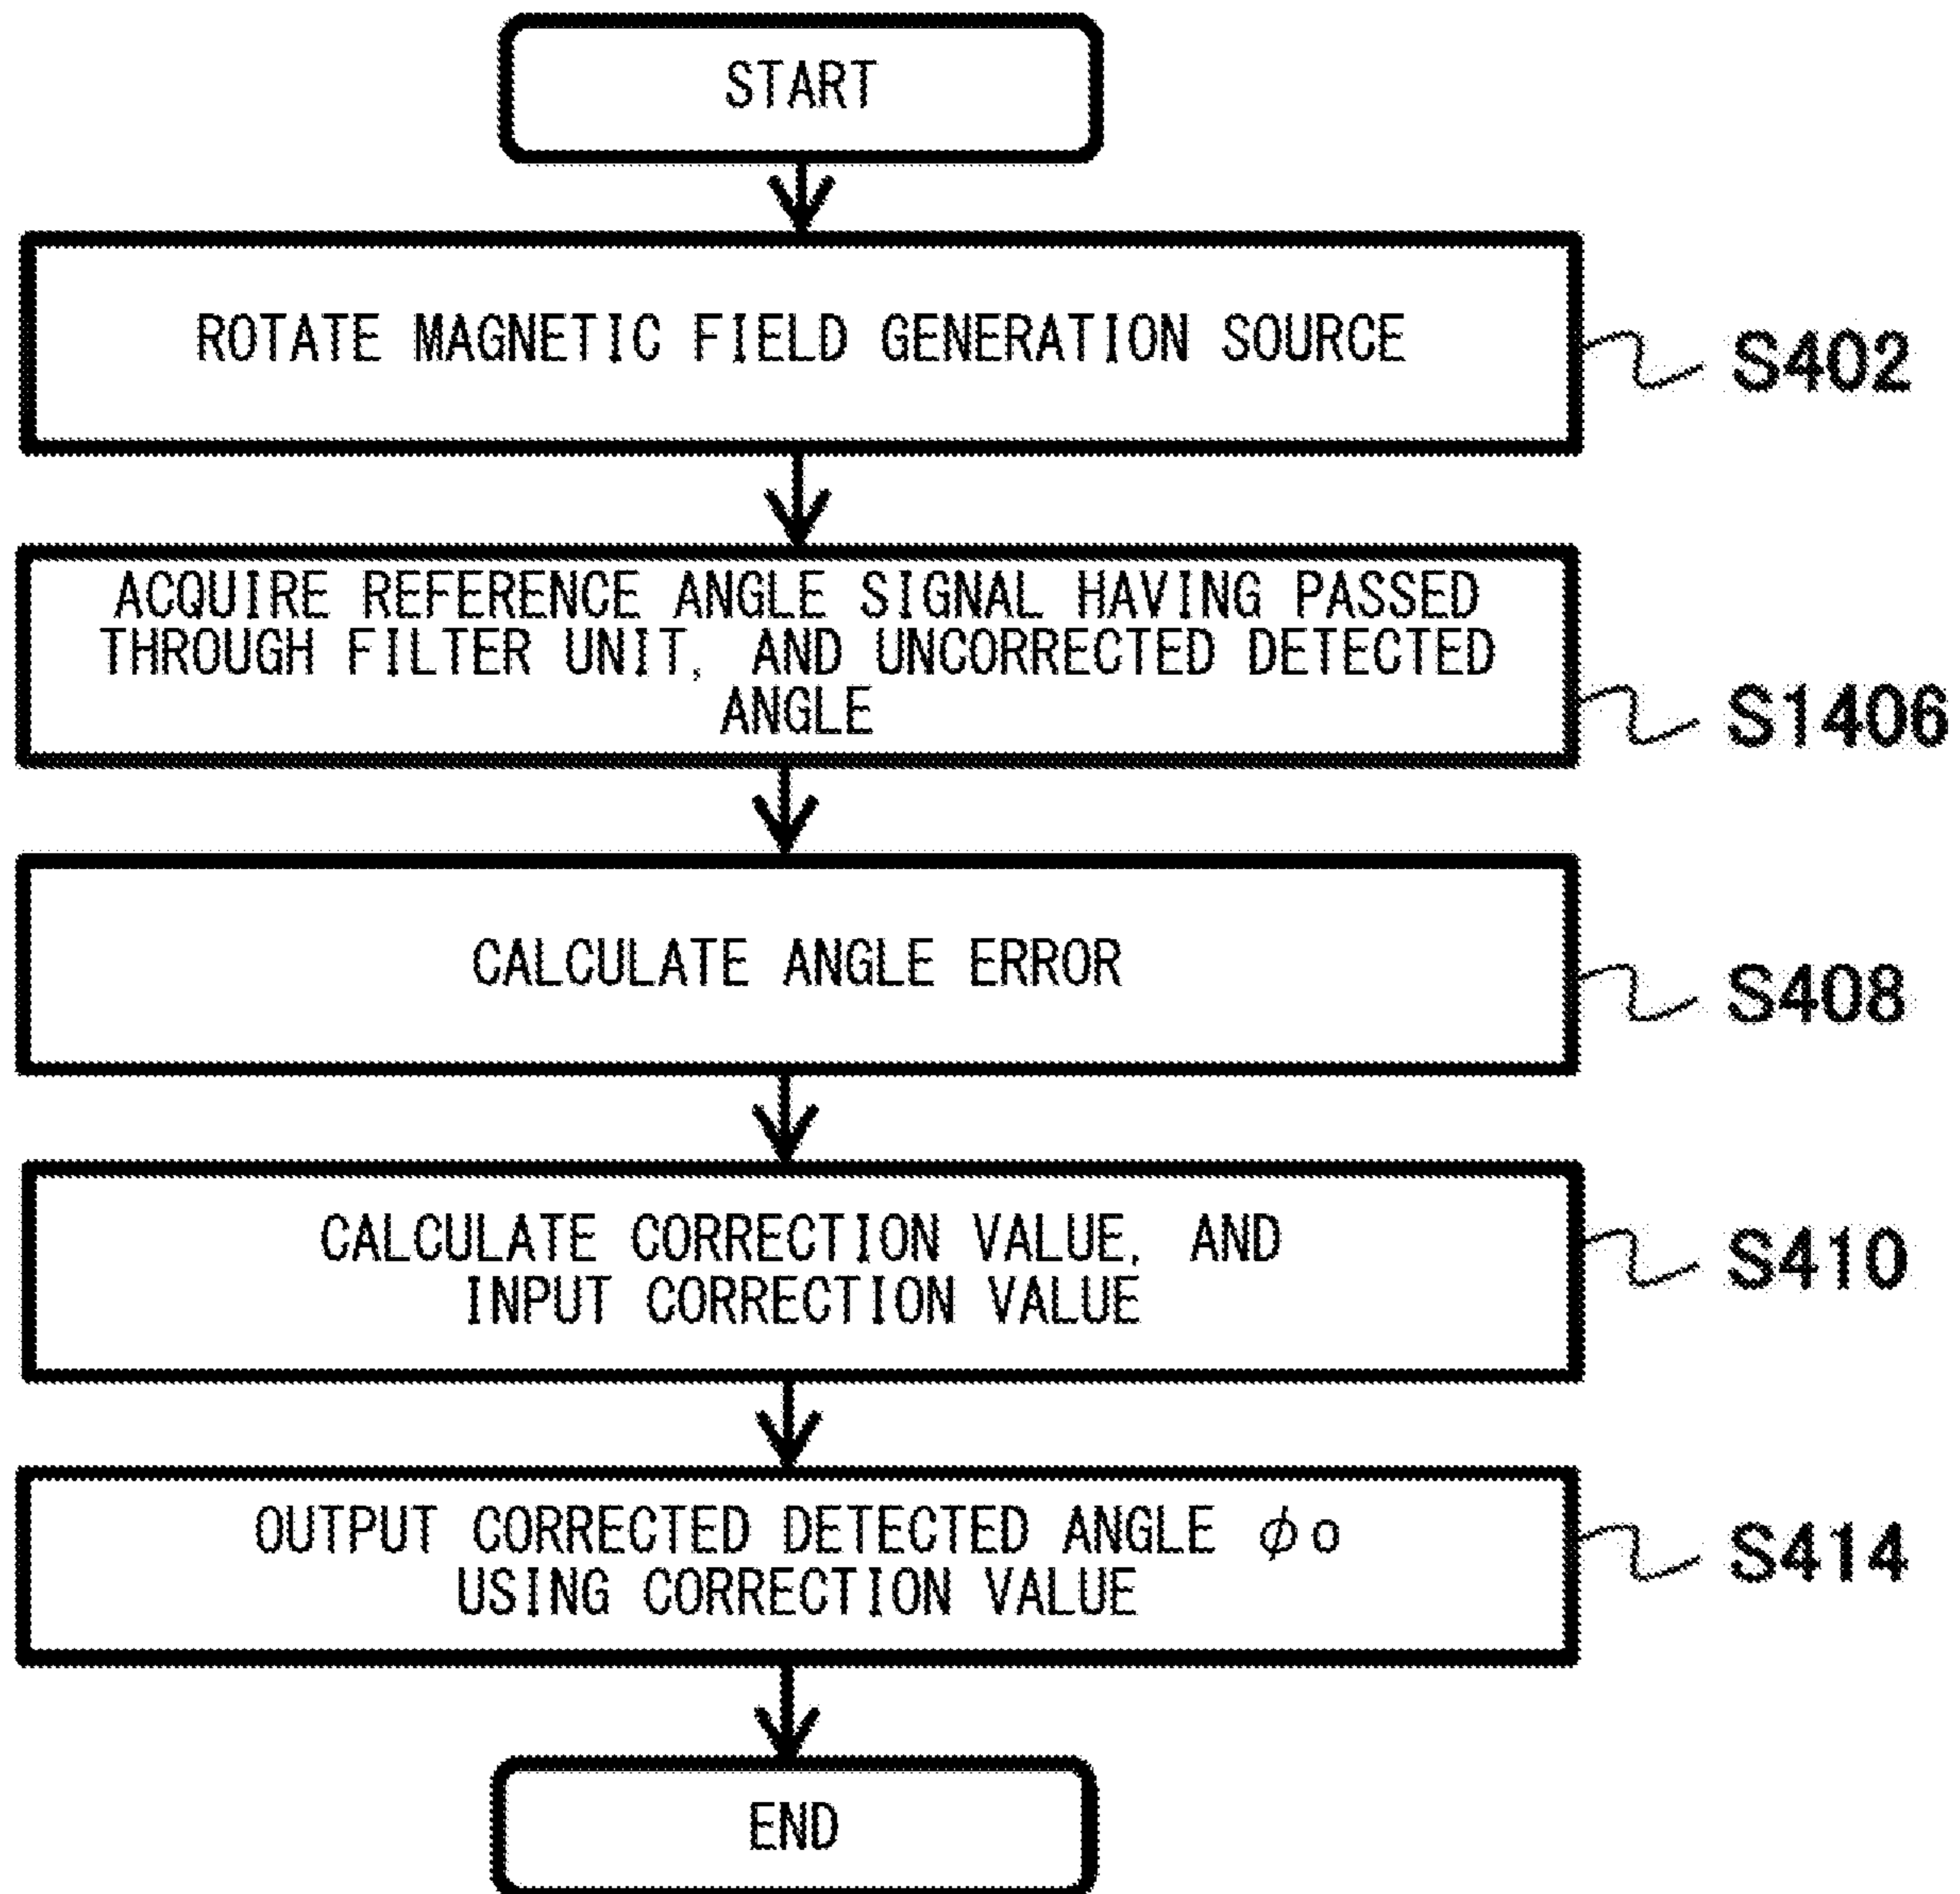 START
ROTATE MAGNETIC FIELD GENERATION SOURCE
S402
ACQUIRE REFERENCE ANGLE SIGNAL HAVING PASSED
THROUGH FILTER UNIT, AND UNCORRECTED DETECTED
ANGLE
S1406
CALCULATE ANGLE ERROR
S408
CALCULATE CORRECTION VALUE, AND
INPUT CORRECTION VALUE
S410
OUTPUT CORRECTED DETECTED ANGLE φo
USING CORRECTION VALUE
S414
END